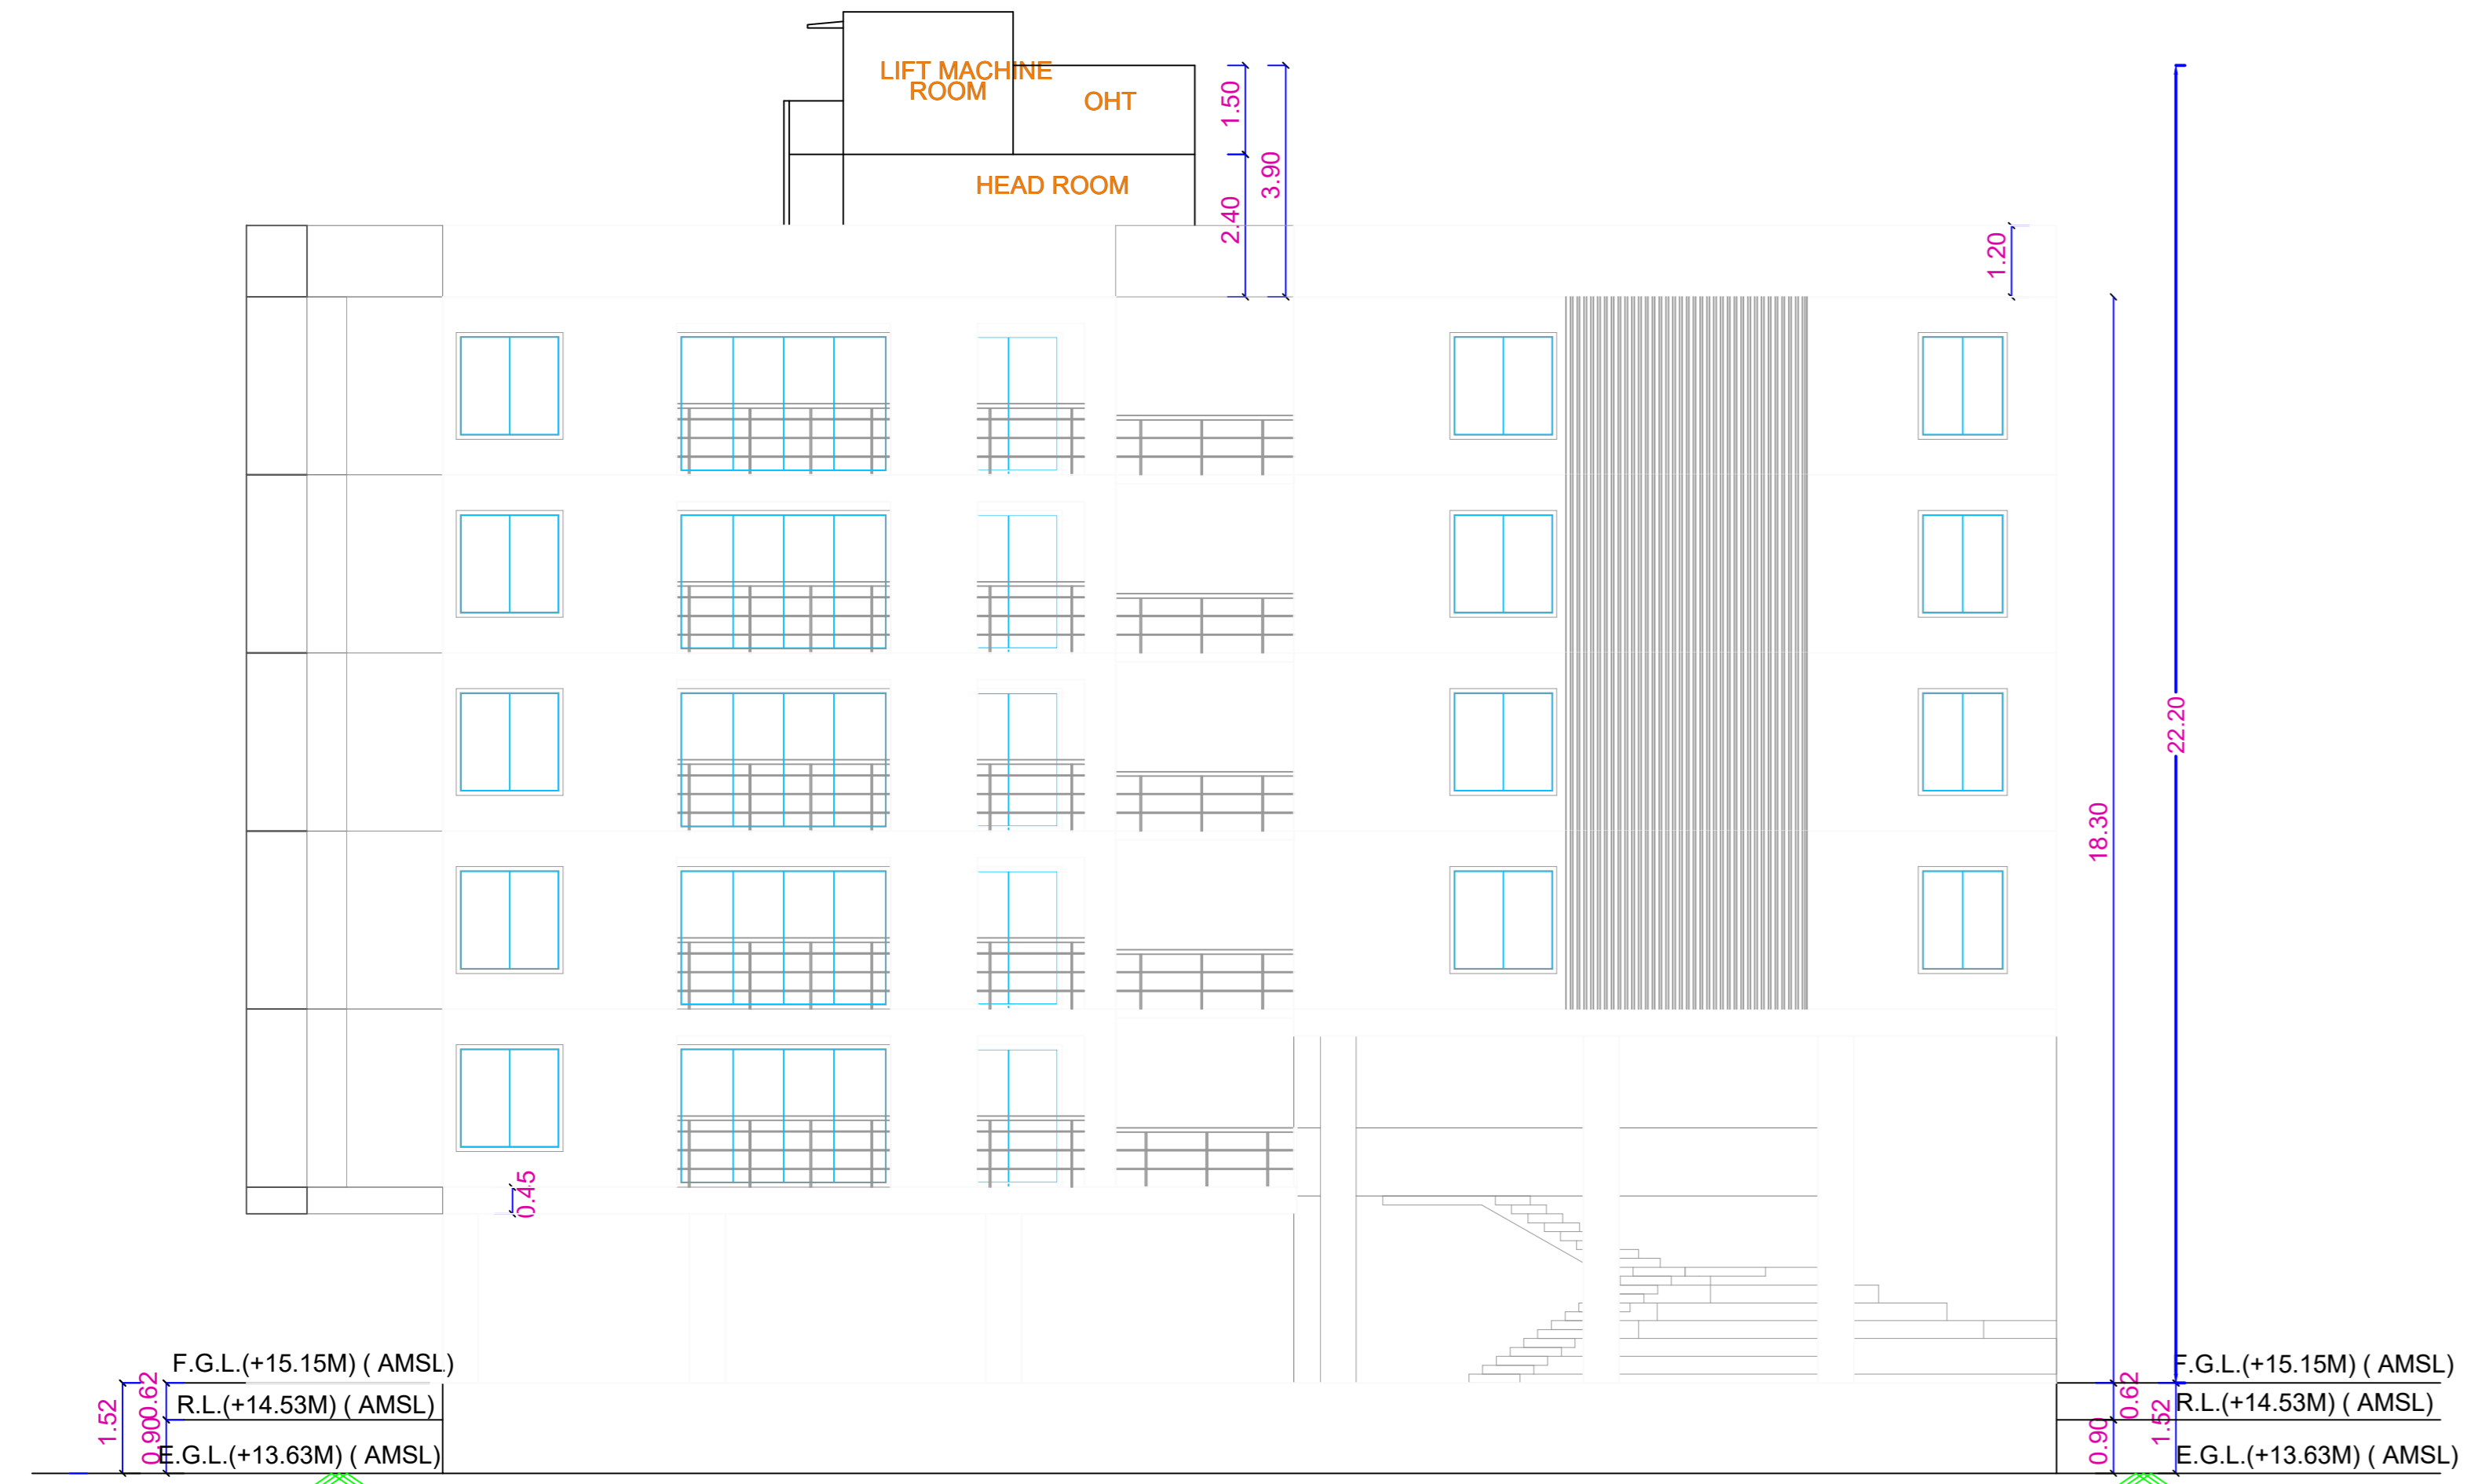 LIFT MACHINE
ROOM
OHT
HEAD ROOM
1.50
3.90
2.40
1.20
22.20
18.30
0.45
F.G.L.(+15.15M) ( AMSL)
R.L.(+14.53M) ( AMSL)
E.G.L.(+13.63M) ( AMSL)
1.52
0.62
0.90
F.G.L.(+15.15M) ( AMSL)
R.L.(+14.53M) ( AMSL)
E.G.L.(+13.63M) ( AMSL)
0.62
1.52
0.90